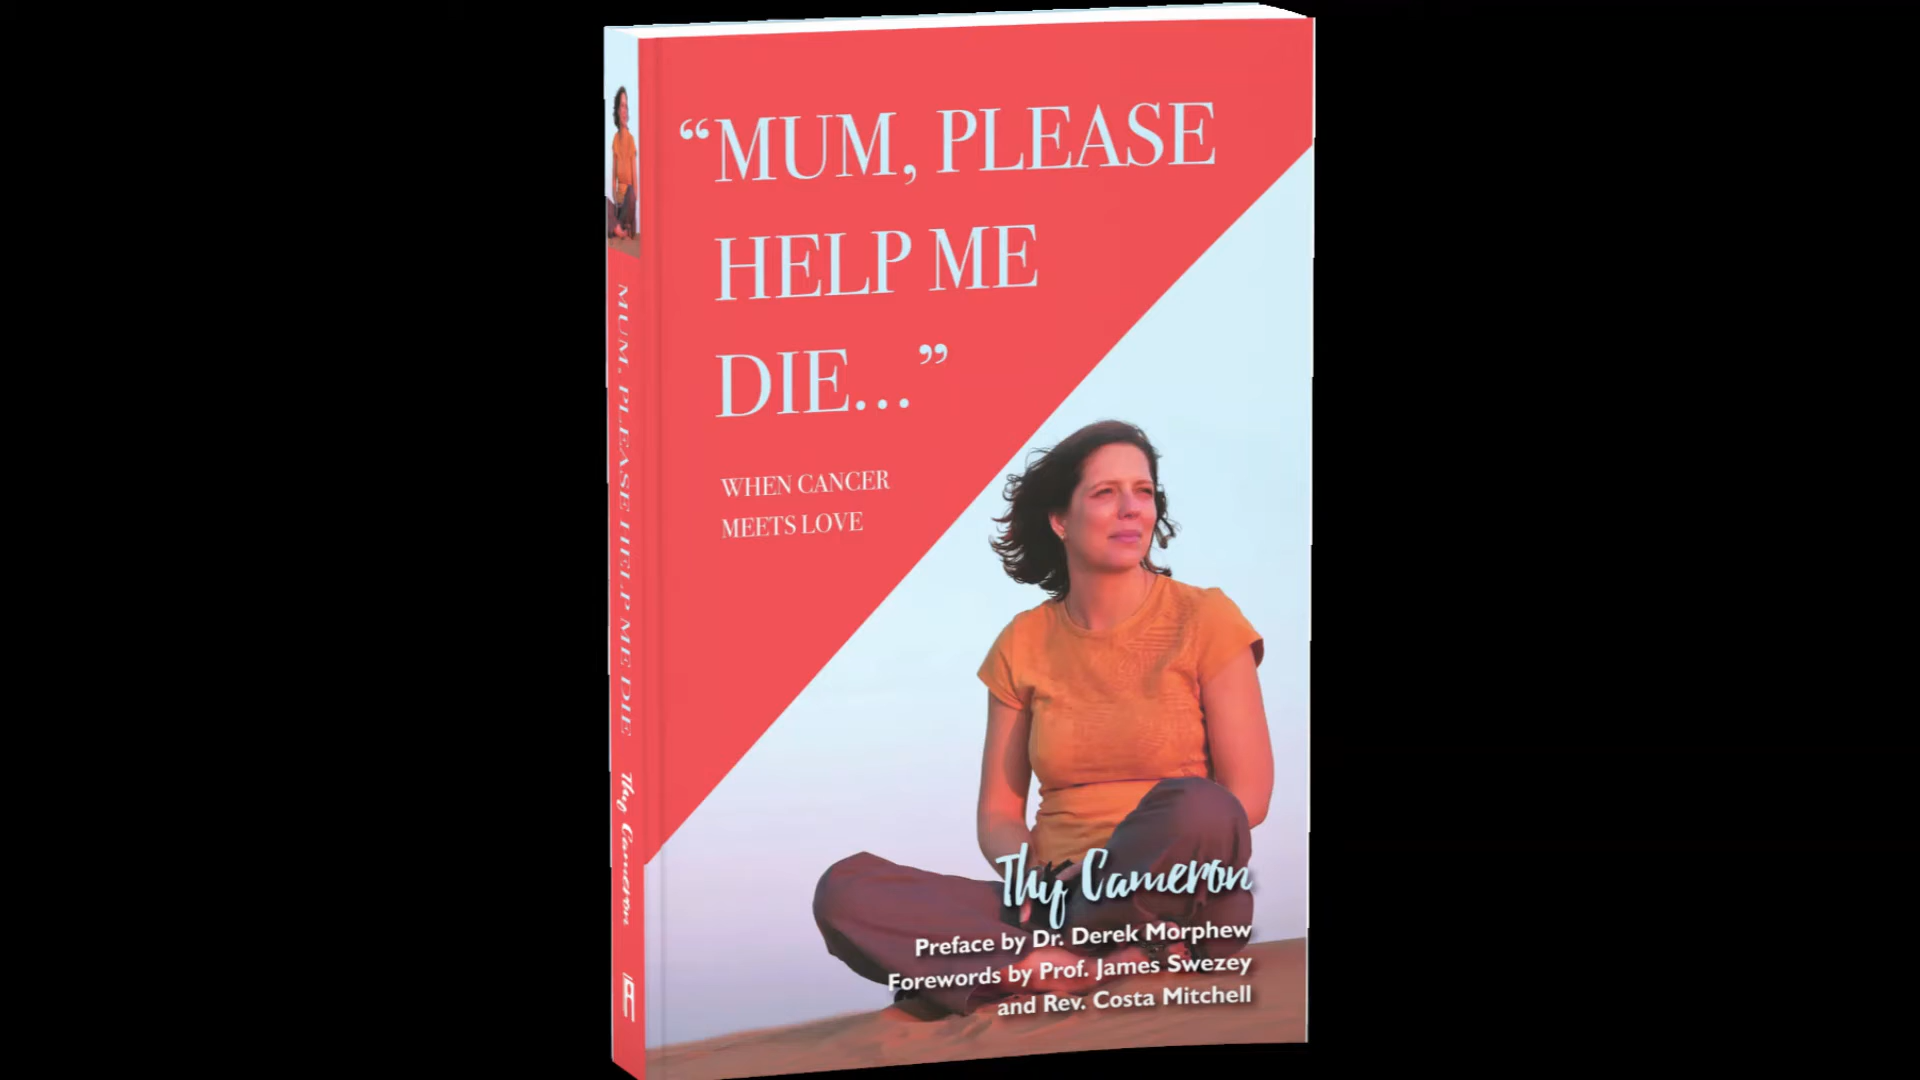 “MUM, PLEASE
HELP ME
DIE...”
WHEN CANCER
MEETS LOVE
Thy Cameron
Preface by Dr. Derek Morphew
Forewords by Prof. James Swezey
and Rev. Costa Mitchell
MUM, PLEASE HELP ME DIE
Thy Cameron